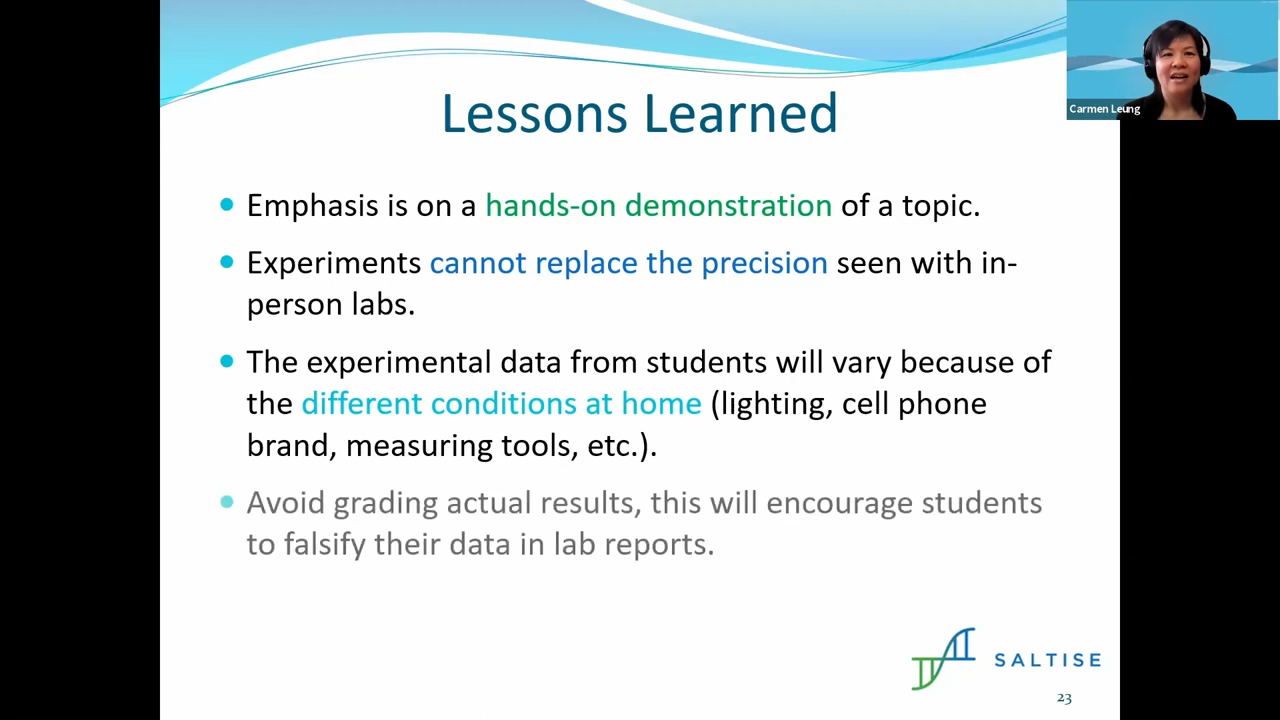 Carmen Leung
Lessons Learned
Emphasis is on a hands-on demonstration of a topic.
Experiments cannot replace the precision seen with in-
person labs.
The experimental data from students will vary because of
the different conditions at home (lighting, cell phone
brand, measuring tools, etc.).
Avoid grading actual results, this will encourage students
to falsify their data in lab reports.
SALTISE
23